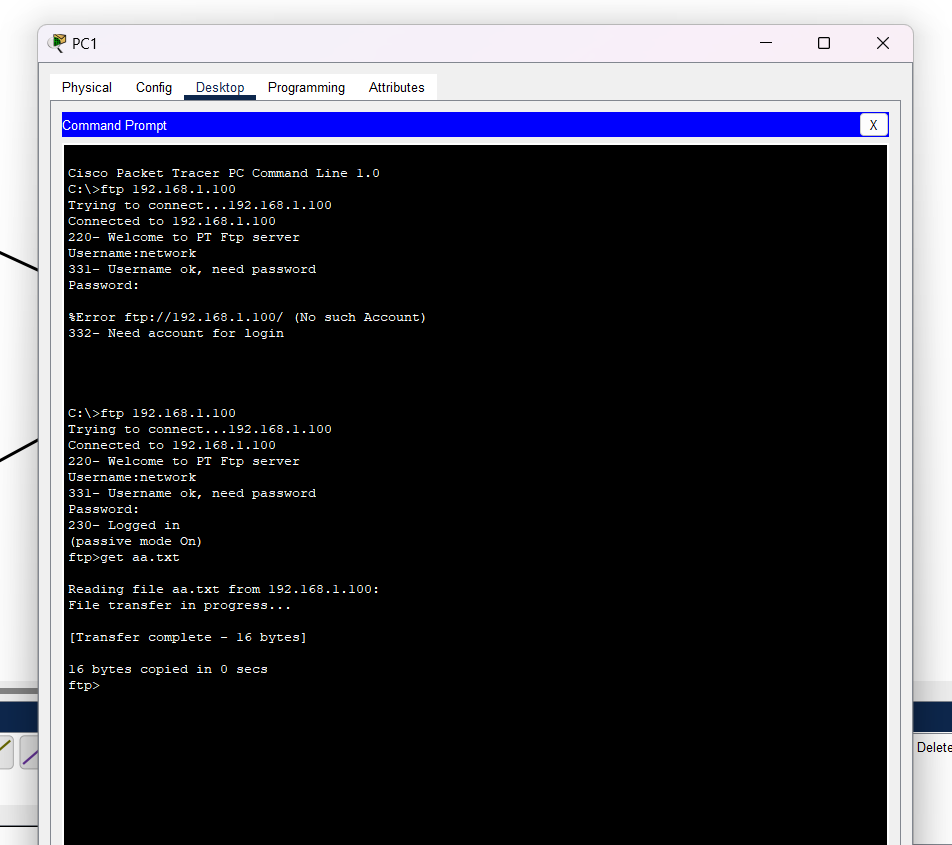 PC1
Physical Config Desktop Programming Attributes
Command Prompt X
Cisco Packet Tracer PC Command Line 1.0
C:\>ftp 192.168.1.100
Trying to connect...192.168.1.100
Connected to 192.168.1.100
220- Welcome to PT Ftp server
Username:network
331- Username ok, need password
Password:
%Error ftp://192.168.1.100/ (No such Account)
332- Need account for login
C:\>ftp 192.168.1.100
Trying to connect...192.168.1.100
Connected to 192.168.1.100
220- Welcome to PT Ftp server
Username:network
331- Username ok, need password
Password:
230- Logged in
(passive mode On)
ftp>get aa.txt
Reading file aa.txt from 192.168.1.100:
File transfer in progress...
[Transfer complete - 16 bytes]
16 bytes copied in 0 secs
ftp>
Delete